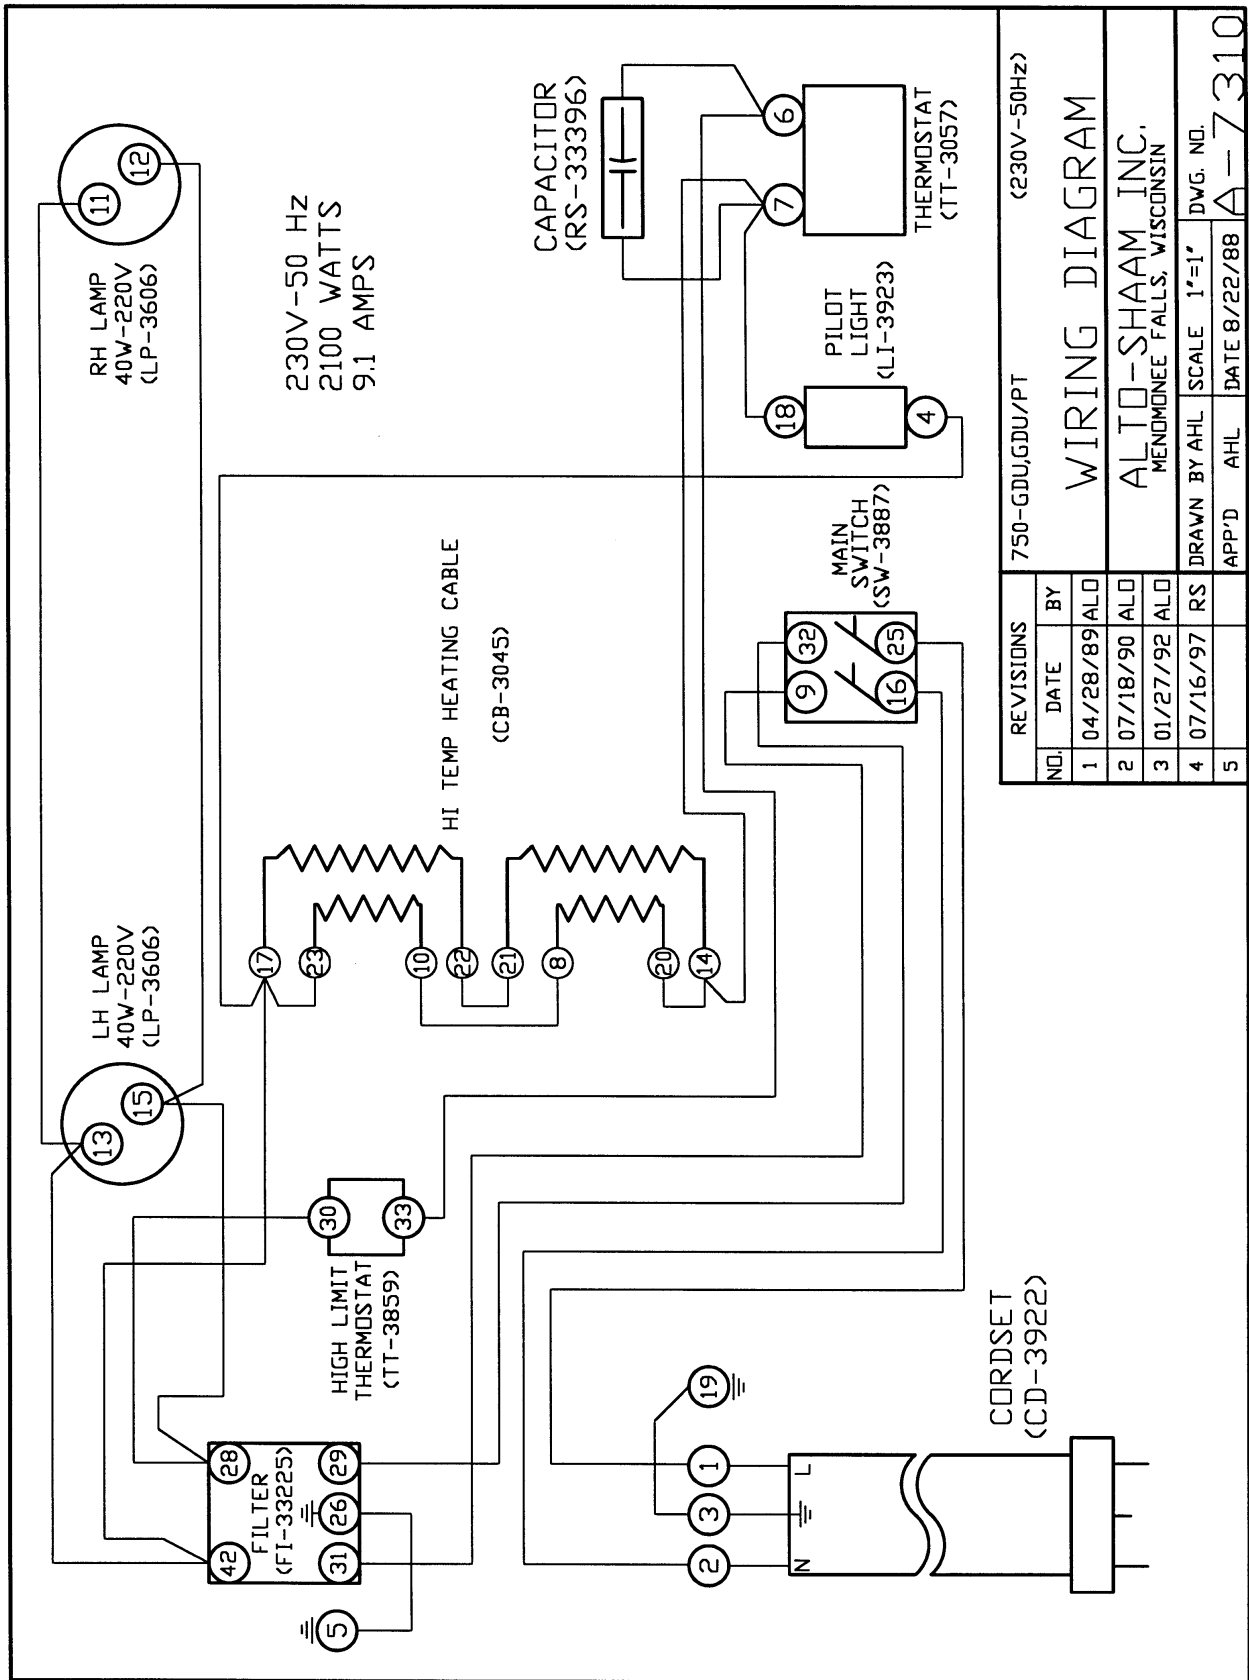 RH LAMP
40W-220V
(LP-3606)
11
12
LH LAMP
40W-220V
(LP-3606)
13
15
230V-50 Hz
2100 WATTS
9.1 AMPS
HI TEMP HEATING CABLE
(CB-3045)
17
23
10
22
21
8
20
14
CAPACITOR
(RS-33396)
6
7
THERMOSTAT
(TT-3057)
PILOT
LIGHT
(LI-3923)
18
4
MAIN
SWITCH
(SW-3887)
9
32
16
25
HIGH LIMIT
THERMOSTAT
(TT-3859)
30
33
FILTER
(FI-33225)
42
28
31
26
29
5
2
3
1
19
N
L
CORDSET
(CD-3922)
REVISIONS
NO. DATE BY
1 04/28/89 ALO
2 07/18/90 ALO
3 01/27/92 ALO
4 07/16/97 RS
5
750-GDU,GDU/PT (230V-50Hz)
WIRING DIAGRAM
ALTO-SHAAM INC.
MENOMONEE FALLS, WISCONSIN
DRAWN BY AHL SCALE 1"=1" DWG. NO.
APP'D AHL DATE 8/22/88 A-7310